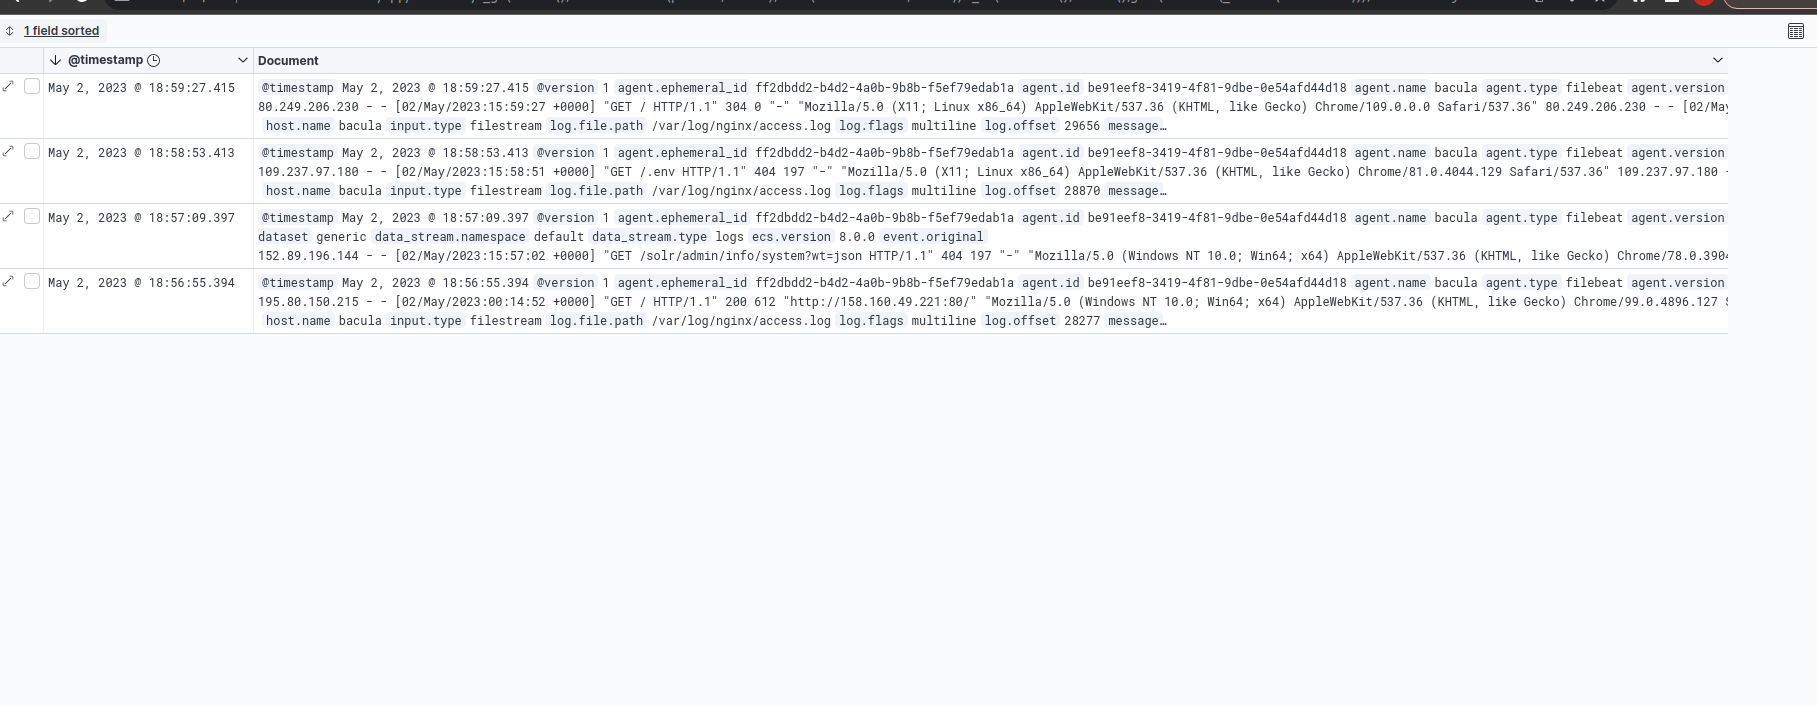 1 field sorted
@timestamp Document
May 2, 2023 @ 18:59:27.415 @timestamp May 2, 2023 @ 18:59:27.415 @version 1 agent.ephemeral_id ff2dbdd2-b4d2-4a0b-9b8b-f5ef79edab1a agent.id be91eef8-3419-4f81-9dbe-0e54afd44d18 agent.name bacula agent.type filebeat agent.version
80.249.206.230 - - [02/May/2023:15:59:27 +0000] "GET / HTTP/1.1" 304 0 "-" "Mozilla/5.0 (X11; Linux x86_64) AppleWebKit/537.36 (KHTML, like Gecko) Chrome/109.0.0.0 Safari/537.36" 80.249.206.230 - - [02/May
host.name bacula input.type filestream log.file.path /var/log/nginx/access.log log.flags multiline log.offset 29656 message…
May 2, 2023 @ 18:58:53.413 @timestamp May 2, 2023 @ 18:58:53.413 @version 1 agent.ephemeral_id ff2dbdd2-b4d2-4a0b-9b8b-f5ef79edab1a agent.id be91eef8-3419-4f81-9dbe-0e54afd44d18 agent.name bacula agent.type filebeat agent.version
109.237.97.180 - - [02/May/2023:15:58:51 +0000] "GET /.env HTTP/1.1" 404 197 "-" "Mozilla/5.0 (X11; Linux x86_64) AppleWebKit/537.36 (KHTML, like Gecko) Chrome/81.0.4044.129 Safari/537.36" 109.237.97.180 -
host.name bacula input.type filestream log.file.path /var/log/nginx/access.log log.flags multiline log.offset 28870 message…
May 2, 2023 @ 18:57:09.397 @timestamp May 2, 2023 @ 18:57:09.397 @version 1 agent.ephemeral_id ff2dbdd2-b4d2-4a0b-9b8b-f5ef79edab1a agent.id be91eef8-3419-4f81-9dbe-0e54afd44d18 agent.name bacula agent.type filebeat agent.version
dataset generic data_stream.namespace default data_stream.type logs ecs.version 8.0.0 event.original
152.89.196.144 - - [02/May/2023:15:57:02 +0000] "GET /solr/admin/info/system?wt=json HTTP/1.1" 404 197 "-" "Mozilla/5.0 (Windows NT 10.0; Win64; x64) AppleWebKit/537.36 (KHTML, like Gecko) Chrome/78.0.3904
May 2, 2023 @ 18:56:55.394 @timestamp May 2, 2023 @ 18:56:55.394 @version 1 agent.ephemeral_id ff2dbdd2-b4d2-4a0b-9b8b-f5ef79edab1a agent.id be91eef8-3419-4f81-9dbe-0e54afd44d18 agent.name bacula agent.type filebeat agent.version
195.80.150.215 - - [02/May/2023:00:14:52 +0000] "GET / HTTP/1.1" 200 612 "http://158.160.49.221:80/" "Mozilla/5.0 (Windows NT 10.0; Win64; x64) AppleWebKit/537.36 (KHTML, like Gecko) Chrome/99.0.4896.127
host.name bacula input.type filestream log.file.path /var/log/nginx/access.log log.flags multiline log.offset 28277 message…